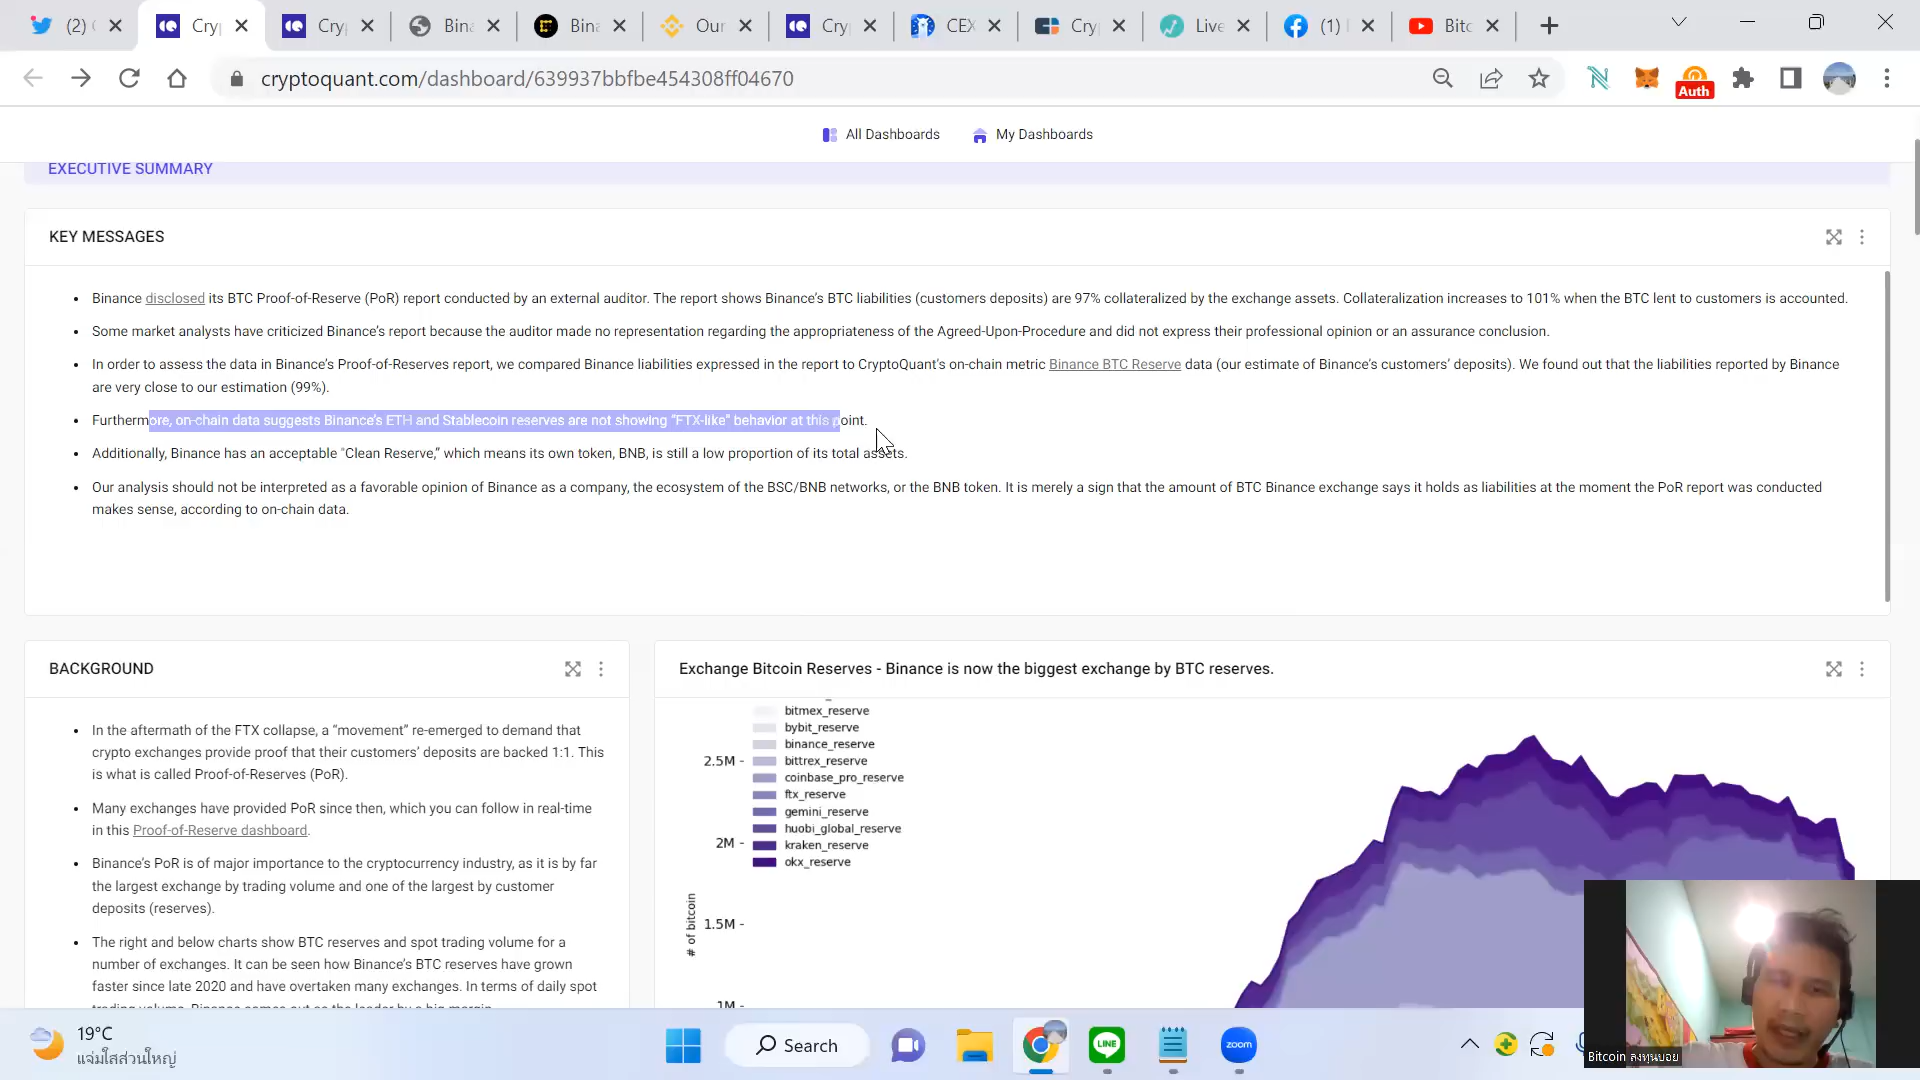 (2)
Cry
Cry
Bina
Bina
Our
Cry
CEX
Cry
Live
(1)
Bitc
cryptoquant.com/dashboard/639937bbfbe454308ff04670
Auth
All Dashboards
My Dashboards
EXECUTIVE SUMMARY
KEY MESSAGES
• Binance disclosed its BTC Proof-of-Reserve (PoR) report conducted by an external auditor. The report shows Binance’s BTC liabilities (customers deposits) are 97% collateralized by the exchange assets. Collateralization increases to 101% when the BTC lent to customers is accounted.
• Some market analysts have criticized Binance’s report because the auditor made no representation regarding the appropriateness of the Agreed-Upon-Procedure and did not express their professional opinion or an assurance conclusion.
• In order to assess the data in Binance’s Proof-of-Reserves report, we compared Binance liabilities expressed in the report to CryptoQuant’s on-chain metric Binance BTC Reserve data (our estimate of Binance’s customers’ deposits). We found out that the liabilities reported by Binance
are very close to our estimation (99%).
• Furthermore, on-chain data suggests Binance’s ETH and Stablecoin reserves are not showing “FTX-like” behavior at this point.
• Additionally, Binance has an acceptable “Clean Reserve,” which means its own token, BNB, is still a low proportion of its total assets.
• Our analysis should not be interpreted as a favorable opinion of Binance as a company, the ecosystem of the BSC/BNB networks, or the BNB token. It is merely a sign that the amount of BTC Binance exchange says it holds as liabilities at the moment the PoR report was conducted
makes sense, according to on-chain data.
BACKGROUND
• In the aftermath of the FTX collapse, a “movement” re-emerged to demand that
crypto exchanges provide proof that their customers’ deposits are backed 1:1. This
is what is called Proof-of-Reserves (PoR).
• Many exchanges have provided PoR since then, which you can follow in real-time
in this Proof-of-Reserve dashboard.
• Binance’s PoR is of major importance to the cryptocurrency industry, as it is by far
the largest exchange by trading volume and one of the largest by customer
deposits (reserves).
• The right and below charts show BTC reserves and spot trading volume for a
number of exchanges. It can be seen how Binance’s BTC reserves have grown
faster since late 2020 and have overtaken many exchanges. In terms of daily spot
trading volume, Binance comes out as the leader by a big margin.
Exchange Bitcoin Reserves - Binance is now the biggest exchange by BTC reserves.
bitmex_reserve
bybit_reserve
binance_reserve
bittrex_reserve
coinbase_pro_reserve
ftx_reserve
gemini_reserve
huobi_global_reserve
kraken_reserve
okx_reserve
2.5M
2M
1.5M
1M
# of bitcoin
Bitcoin ลงทุนบอย
19°C
แจ่มใสส่วนใหญ่
Search
LINE
zoom